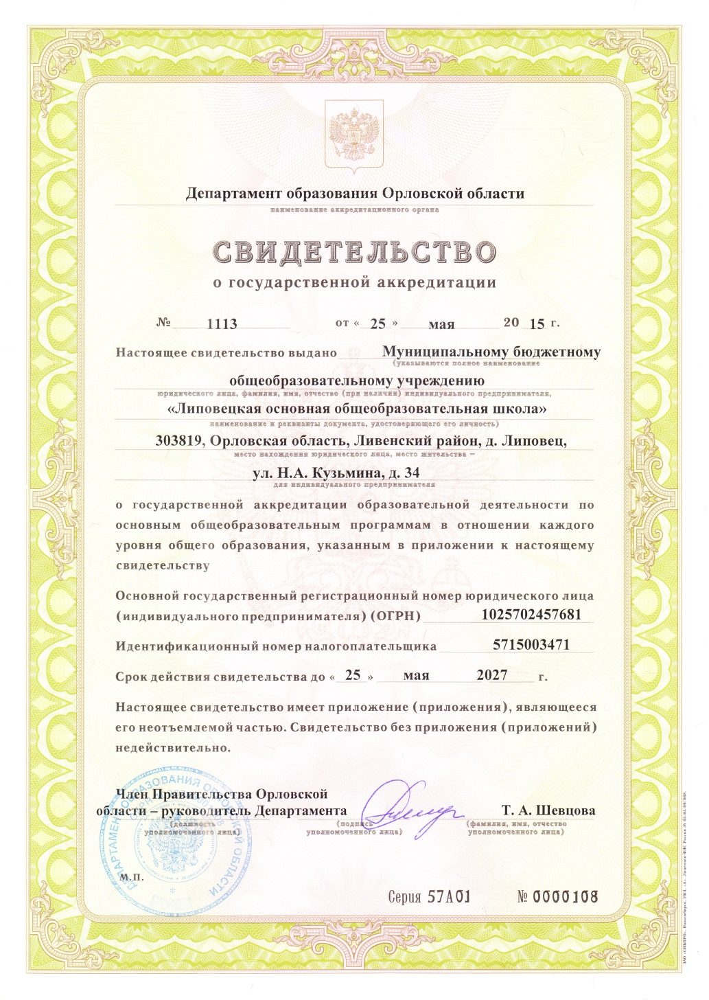 Департамент образования Орловской области
наименование аккредитационного органа
СВИДЕТЕЛЬСТВО
о государственной аккредитации
№ 1113 от « 25 » мая 20 15 г.
Настоящее свидетельство выдано Муниципальному бюджетному
(указываются полное наименование
общеобразовательному учреждению
юридического лица, фамилия, имя, отчество (при наличии) индивидуального предпринимателя,
«Липовецкая основная общеобразовательная школа»
наименование и реквизиты документа, удостоверяющего его личность)
303819, Орловская область, Ливенский район, д. Липовец,
место нахождения юридического лица, место жительства –
ул. Н.А. Кузьмина, д. 34
для индивидуального предпринимателя
о государственной аккредитации образовательной деятельности по
основным общеобразовательным программам в отношении каждого
уровня общего образования, указанным в приложении к настоящему
свидетельству
Основной государственный регистрационный номер юридического лица
(индивидуального предпринимателя) (ОГРН) 1025702457681
Идентификационный номер налогоплательщика 5715003471
Срок действия свидетельства до « 25 » мая 2027 г.
Настоящее свидетельство имеет приложение (приложения), являющееся
его неотъемлемой частью. Свидетельство без приложения (приложений)
недействительно.
Член Правительства Орловской
области – руководитель Департамента Т. А. Шевцова
(должность (подпись (фамилия, имя, отчество
уполномоченного лица) уполномоченного лица) уполномоченного лица)
ДЕПАРТАМЕНТ ОБРАЗОВАНИЯ ОРЛОВСКОЙ ОБЛАСТИ
М.П.
Серия 57А01 № 0000108